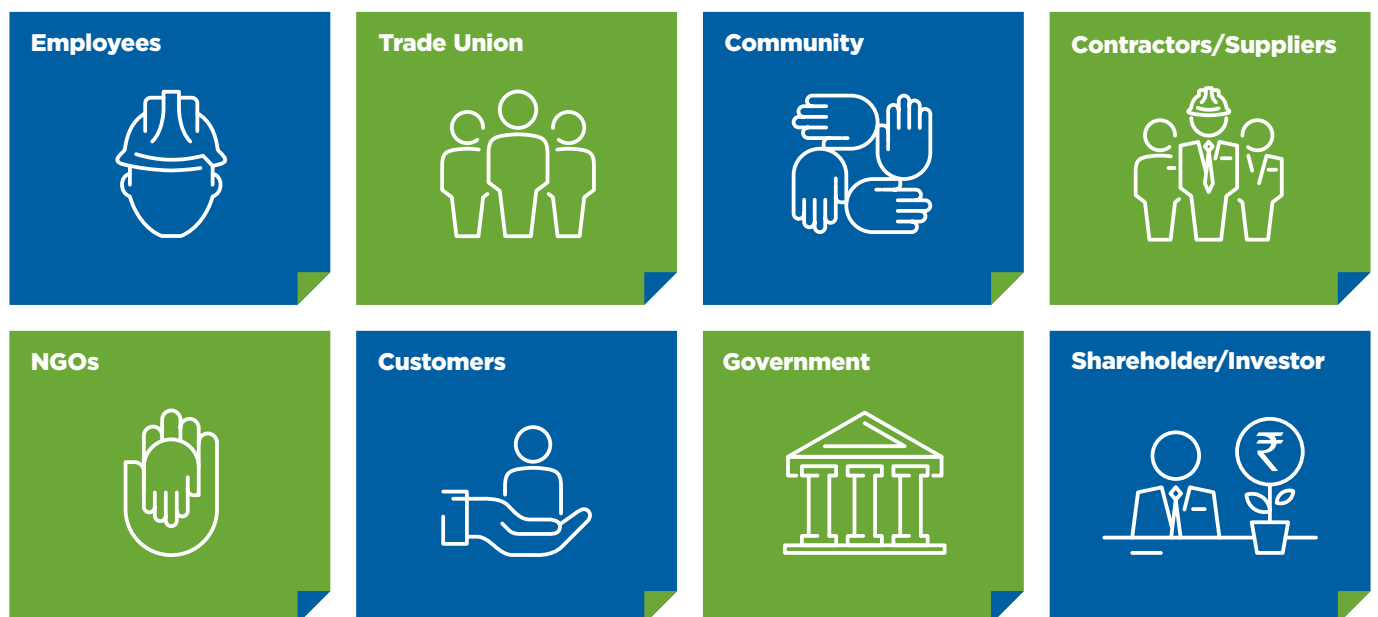 Employees
Trade Union
Community
Contractors/Suppliers
NGOs
Customers
Government
Shareholder/Investor
₹